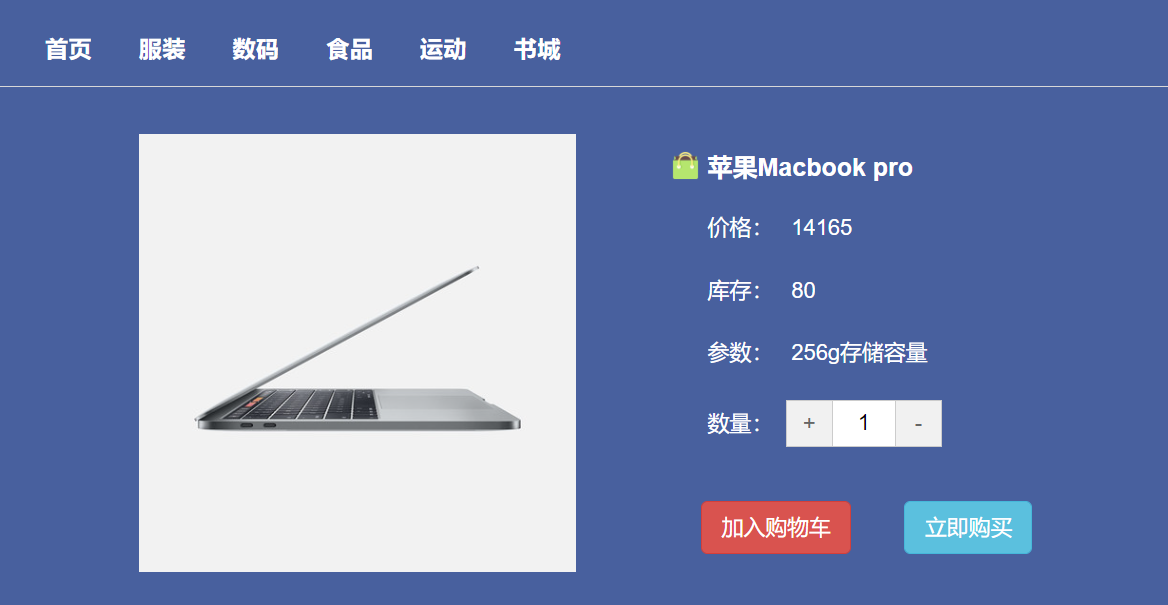 首页 服装 数码 食品 运动 书城
苹果Macbook pro
价格： 14165
库存： 80
参数： 256g存储容量
数量： + 1 -
加入购物车 立即购买